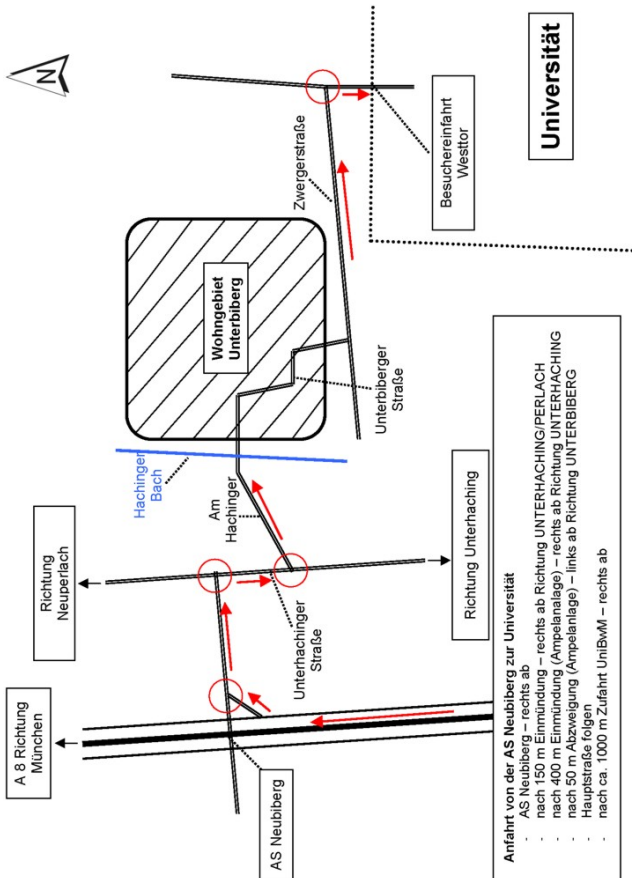 N
A 8 Richtung
München
Richtung
Neuperlach
Hachinger
Bach
Wohngebiet
Unterbiberg
Zwergerstraße
Am
Hachinger
Unterbiberger
Straße
Unterhachinger
Straße
AS Neubiberg
Richtung Unterhaching
Besuchereinfahrt
Westtor
Universität
Anfahrt von der AS Neubiberg zur Universität
- AS Neubiberg – rechts ab
- nach 150 m Einmündung – rechts ab Richtung UNTERHACHING/PERLACH
- nach 400 m Einmündung (Ampelanalage) – rechts ab Richtung UNTERHACHING
- nach 50 m Abzweigung (Ampelanlage) – links ab Richtung UNTERBIBERG
- Hauptstraße folgen
- nach ca. 1000 m Zufahrt UniBwM – rechts ab